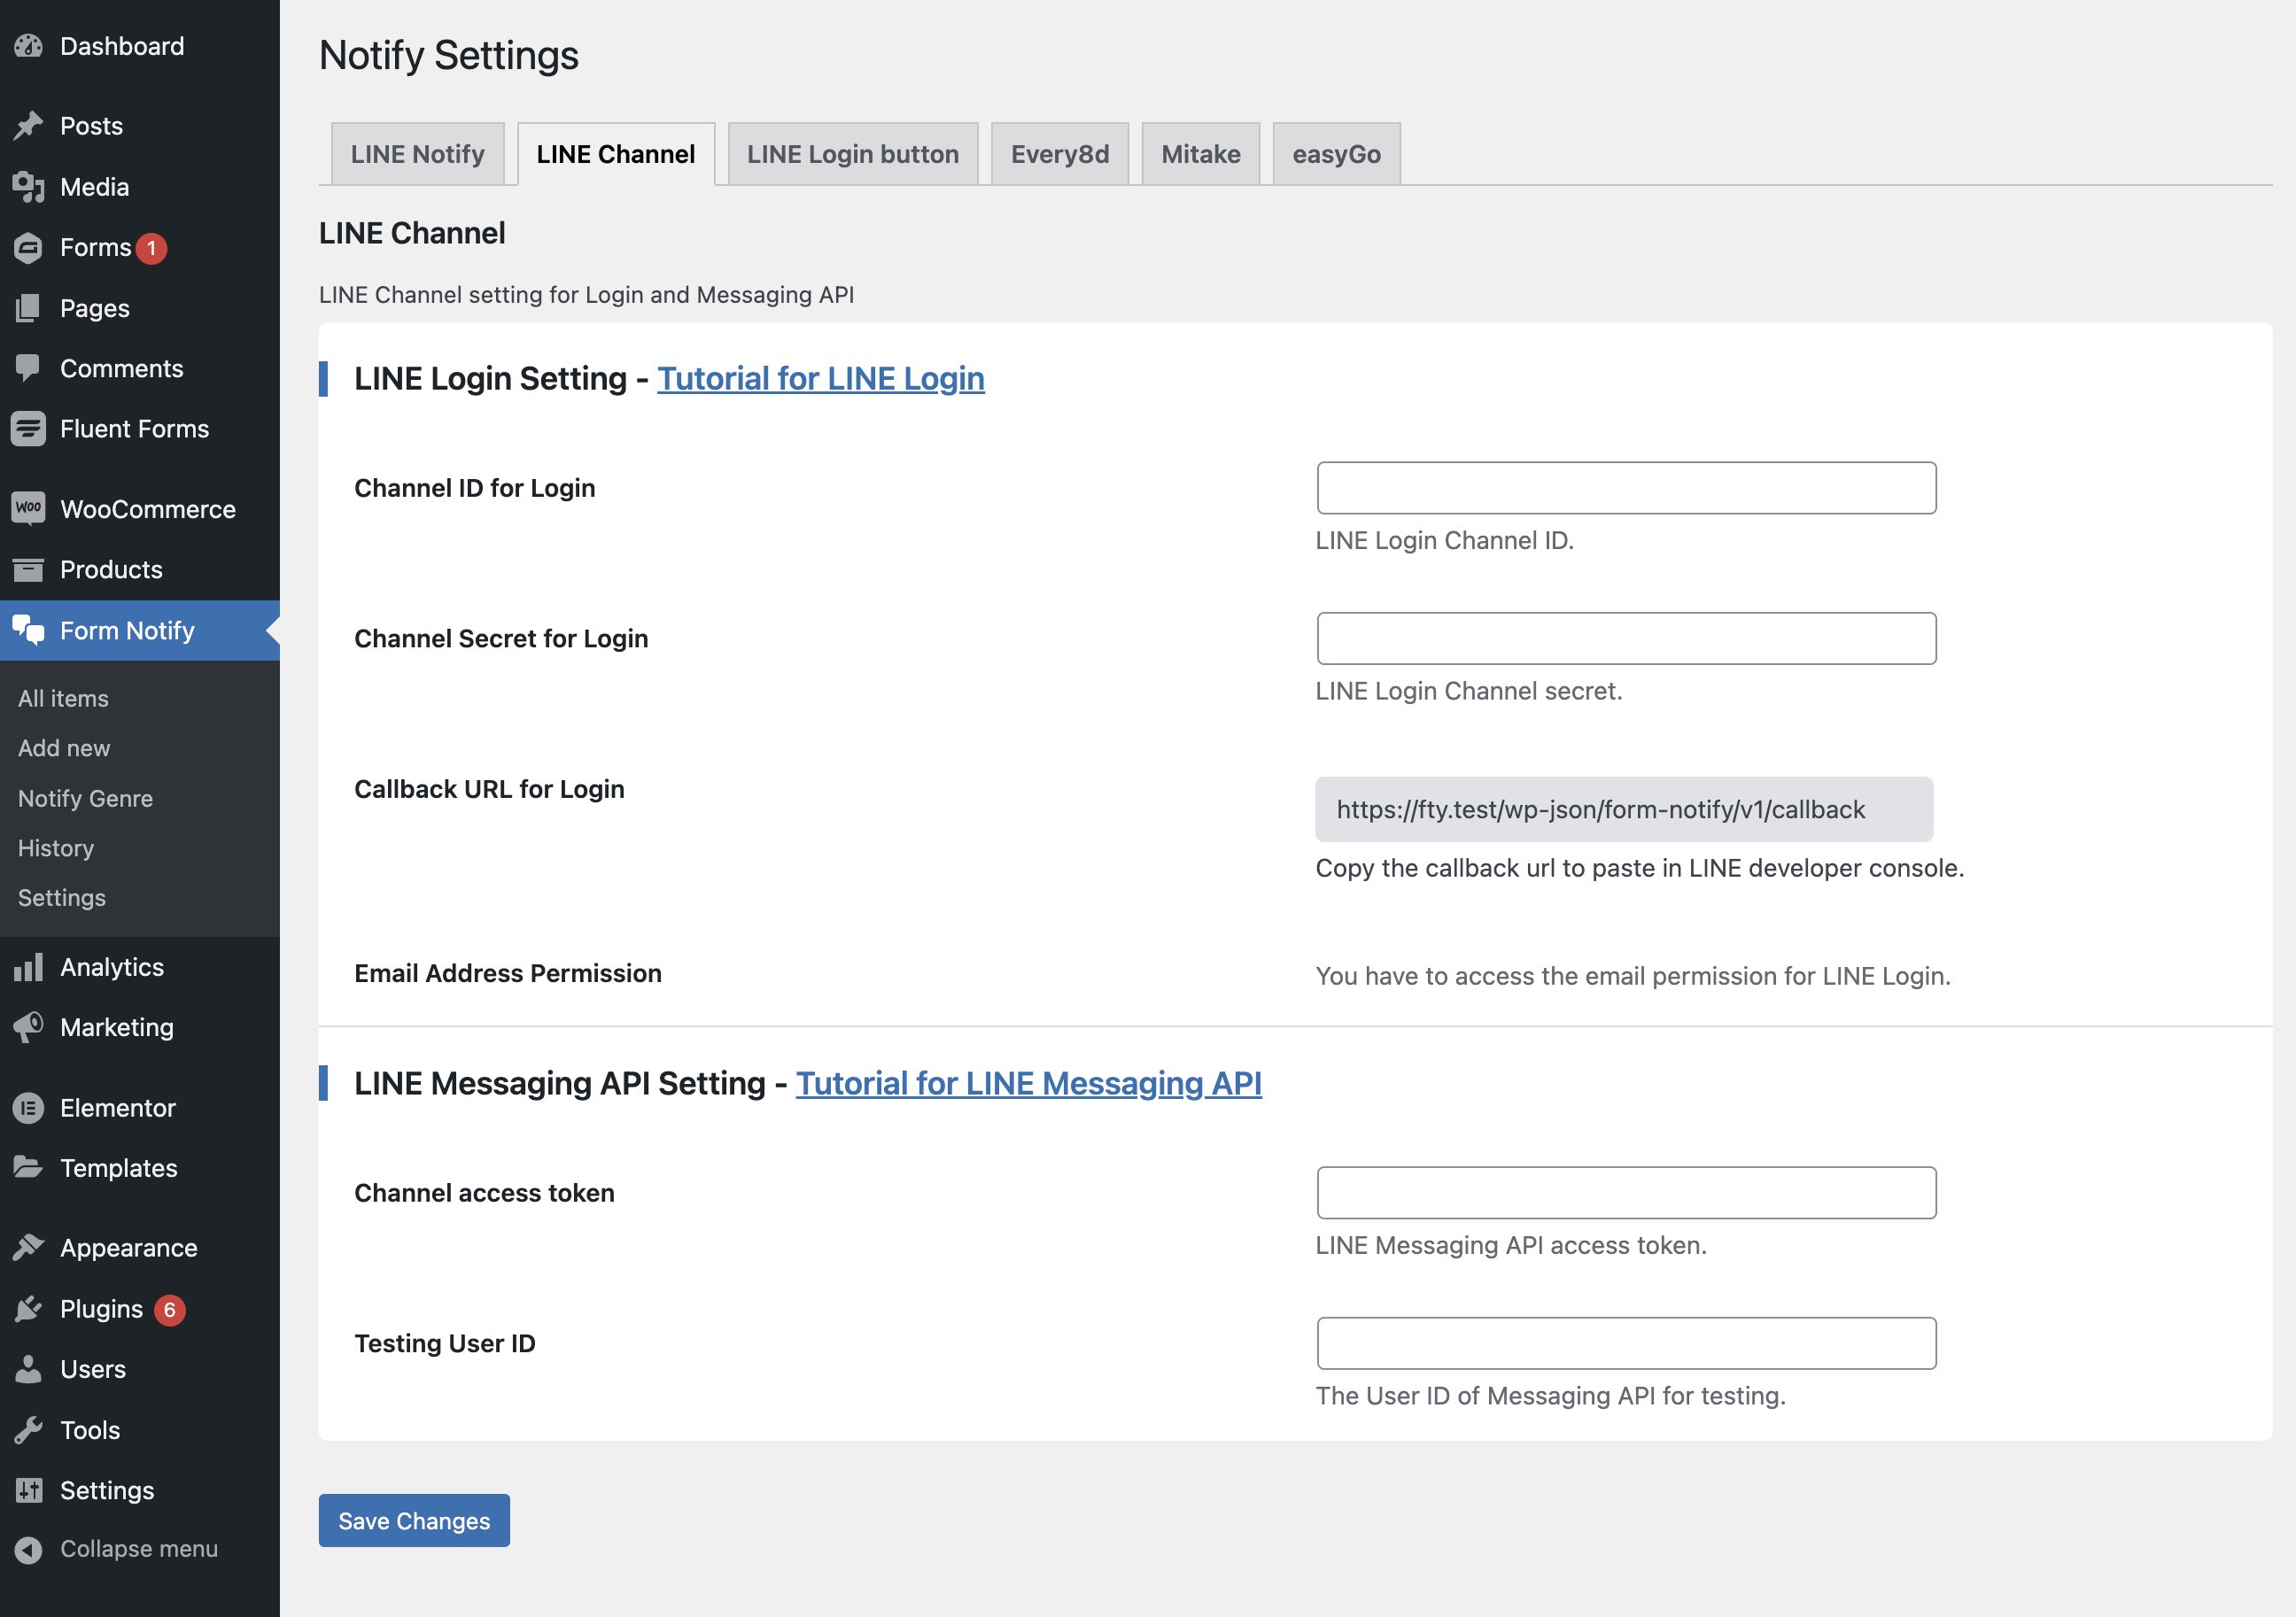 Dashboard
Posts
Media
Forms 1
Pages
Comments
Fluent Forms
Woo WooCommerce
Products
Form Notify
All items
Add new
Notify Genre
History
Settings
Analytics
Marketing
Elementor
Templates
Appearance
Plugins 6
Users
Tools
Settings
Collapse menu
Notify Settings
LINE Notify LINE Channel LINE Login button Every8d Mitake easyGo
LINE Channel
LINE Channel setting for Login and Messaging API
LINE Login Setting - Tutorial for LINE Login
Channel ID for Login
LINE Login Channel ID.
Channel Secret for Login
LINE Login Channel secret.
Callback URL for Login
https://fty.test/wp-json/form-notify/v1/callback
Copy the callback url to paste in LINE developer console.
Email Address Permission
You have to access the email permission for LINE Login.
LINE Messaging API Setting - Tutorial for LINE Messaging API
Channel access token
LINE Messaging API access token.
Testing User ID
The User ID of Messaging API for testing.
Save Changes